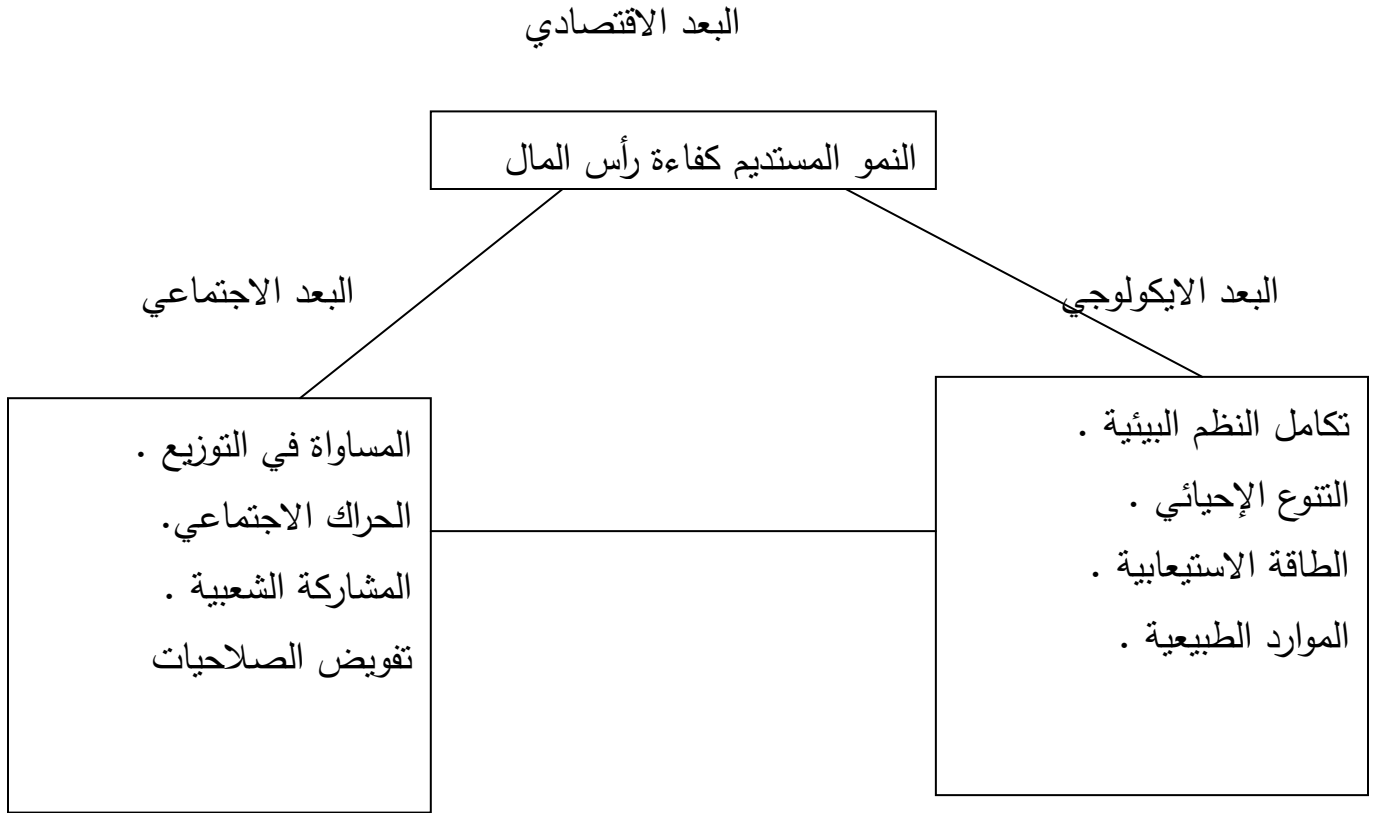 البعد الاقتصادي
النمو المستديم كفاءة رأس المال
البعد الايكولوجي
البعد الاجتماعي
تكامل النظم البيئية .
التنوع الإحيائي .
الطاقة الاستيعابية .
الموارد الطبيعية .
المساواة في التوزيع .
الحراك الاجتماعي.
المشاركة الشعبية .
تفويض الصلاحيات